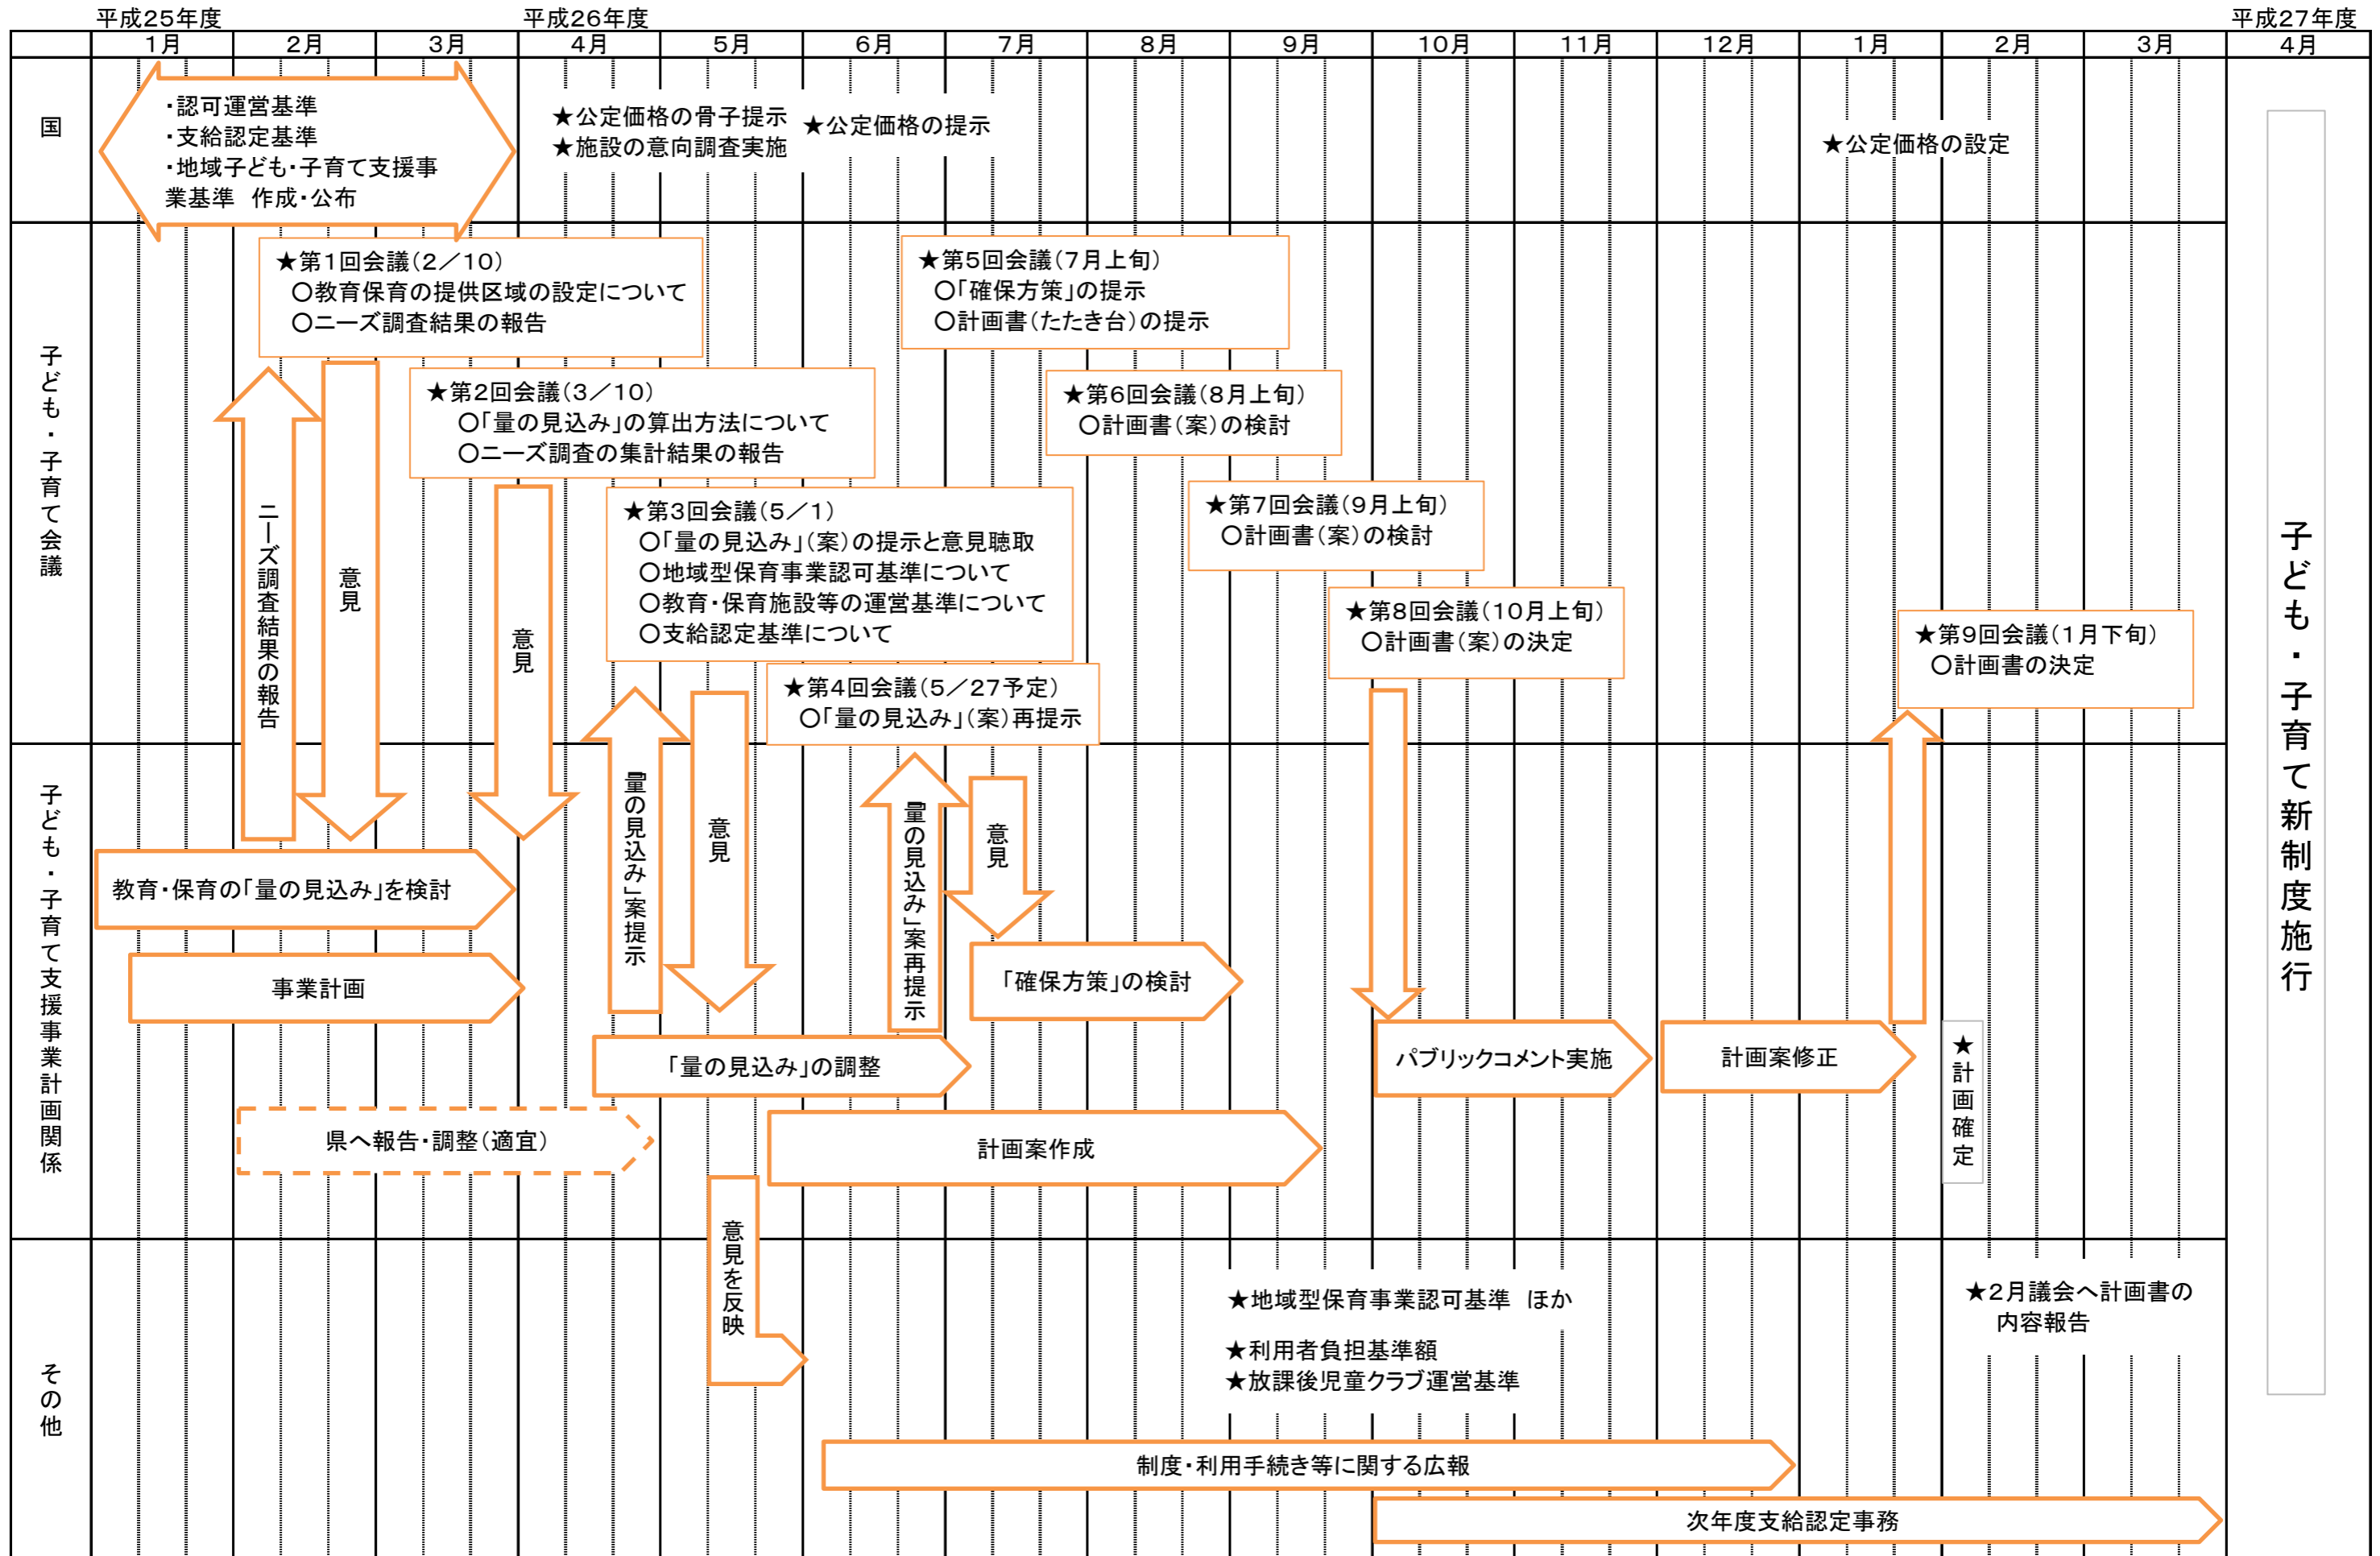 平成25年度
平成26年度
平成27年度
1月
2月
3月
4月
5月
6月
7月
8月
9月
10月
11月
12月
1月
2月
3月
4月
国
・認可運営基準
・支給認定基準
・地域子ども・子育て支援事
業基準 作成・公布
★公定価格の骨子提示
★施設の意向調査実施
★公定価格の提示
★公定価格の設定
子ども・子育て会議
★第1回会議(2／10)
○教育保育の提供区域の設定について
○ニーズ調査結果の報告
★第2回会議(3／10)
○「量の見込み」の算出方法について
○ニーズ調査の集計結果の報告
★第3回会議(5／1)
○「量の見込み」(案)の提示と意見聴取
○地域型保育事業認可基準について
○教育・保育施設等の運営基準について
○支給認定基準について
★第4回会議(5／27予定)
○「量の見込み」(案)再提示
★第5回会議(7月上旬)
○「確保方策」の提示
○計画書(たたき台)の提示
★第6回会議(8月上旬)
○計画書(案)の検討
★第7回会議(9月上旬)
○計画書(案)の検討
★第8回会議(10月上旬)
○計画書(案)の決定
★第9回会議(1月下旬)
○計画書の決定
ニーズ調査結果の報告
意見
意見
「量の見込み」案提示
意見
「量の見込み」案再提示
意見
子ども・子育て支援事業計画関係
教育・保育の「量の見込み」を検討
事業計画
「確保方策」の検討
「量の見込み」の調整
パブリックコメント実施
計画案修正
★計画確定
県へ報告・調整(適宜)
計画案作成
意見を反映
その他
★地域型保育事業認可基準 ほか
★利用者負担基準額
★放課後児童クラブ運営基準
★2月議会へ計画書の
内容報告
制度・利用手続き等に関する広報
次年度支給認定事務
子ども・子育て新制度施行